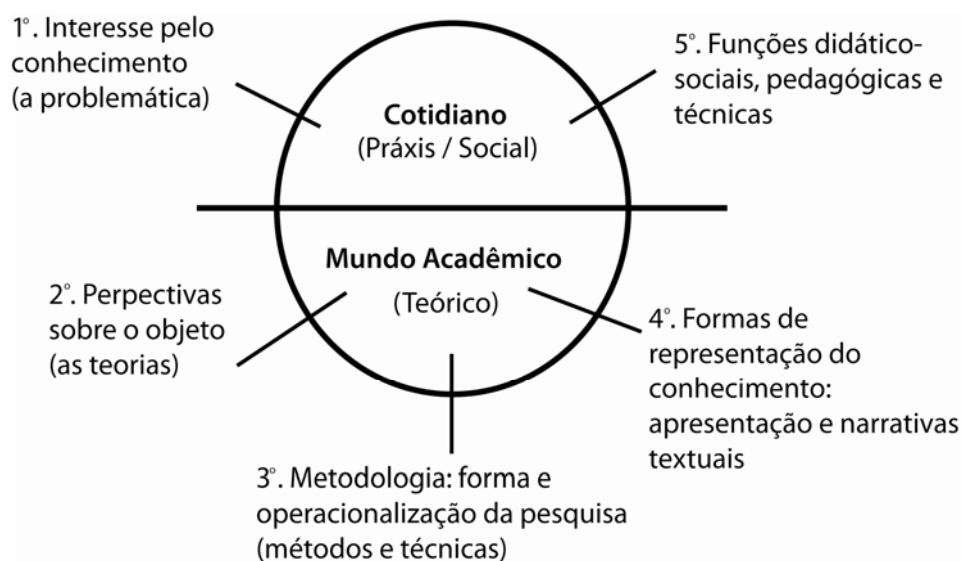 1°. Interesse pelo
conhecimento
(a problemática)
5°. Funções didático-
sociais, pedagógicas e
técnicas
Cotidiano
(Práxis / Social)
Mundo Acadêmico
(Teórico)
2°. Perpectivas
sobre o objeto
(as teorias)
4°. Formas de
representação do
conhecimento:
apresentação e narrativas
textuais
3°. Metodologia: forma e
operacionalização da pesquisa
(métodos e técnicas)